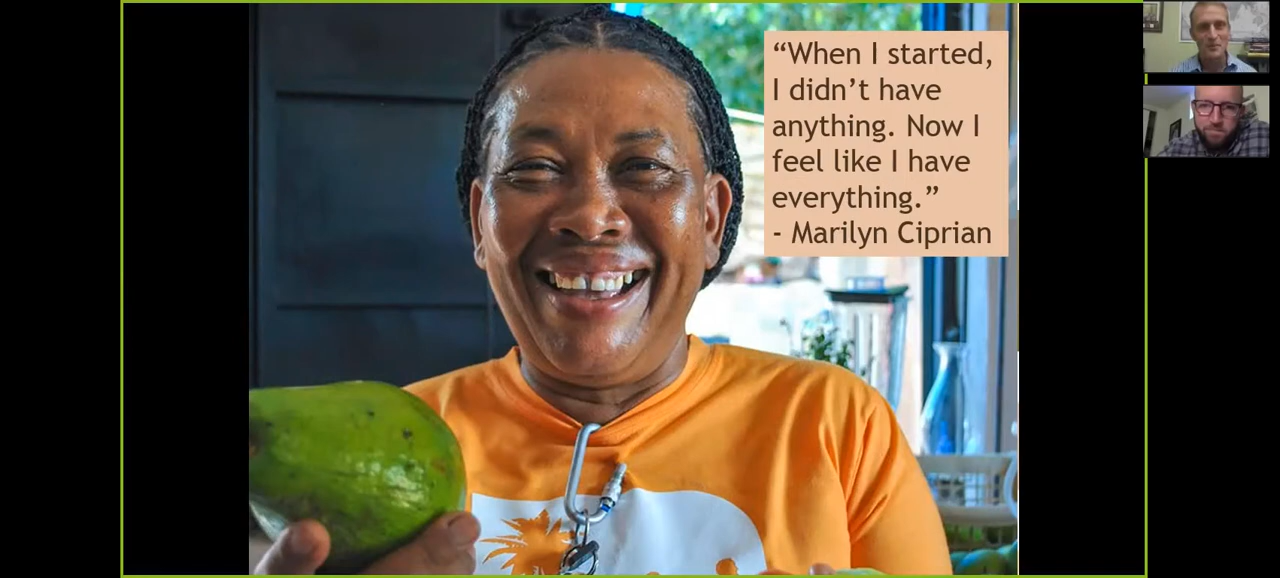 “When I started,
I didn’t have
anything. Now I
feel like I have
everything.”
- Marilyn Ciprian